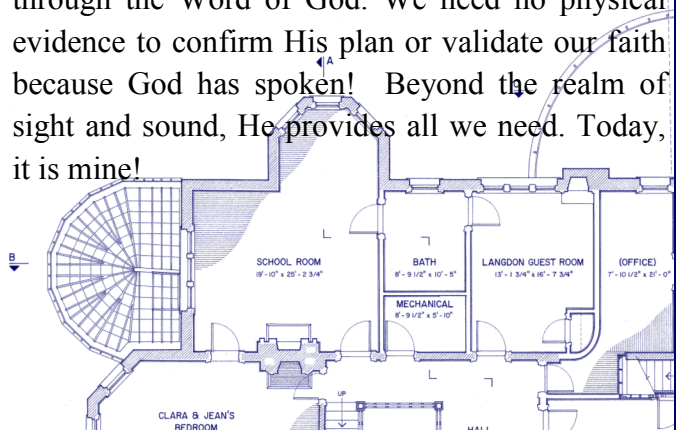 through the Word of God. We need no physical
evidence to confirm His plan or validate our faith
because God has spoken!  Beyond the realm of
sight and sound, He provides all we need. Today,
it is mine!
A
B
SCHOOL ROOM
19'-10" x 25'-2 3/4"
BATH
8'-9 1/2" x 10'-5"
LANGDON GUEST ROOM
13'-1 3/4" x 16'-7 3/4"
(OFFICE)
7'-10 1/2" x 21'-0"
MECHANICAL
8'-9 1/2" x 5'-10"
UP
CLARA & JEAN'S
BEDROOM
HALL